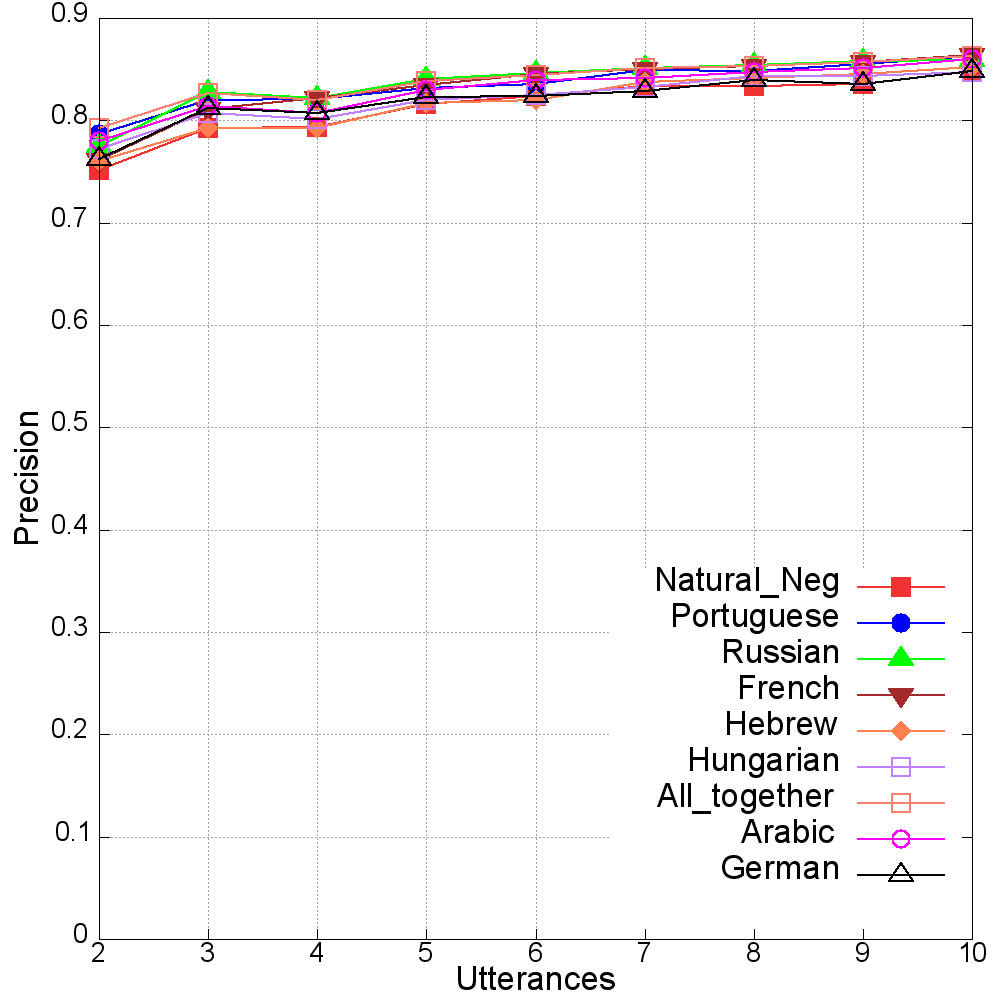 0.9
0.8
0.7
0.6
0.5
0.4
0.3
0.2
0.1
0
Precision
Natural_Neg
Portuguese
Russian
French
Hebrew
Hungarian
All_together
Arabic
German
2 3 4 5 6 7 8 9 10
Utterances